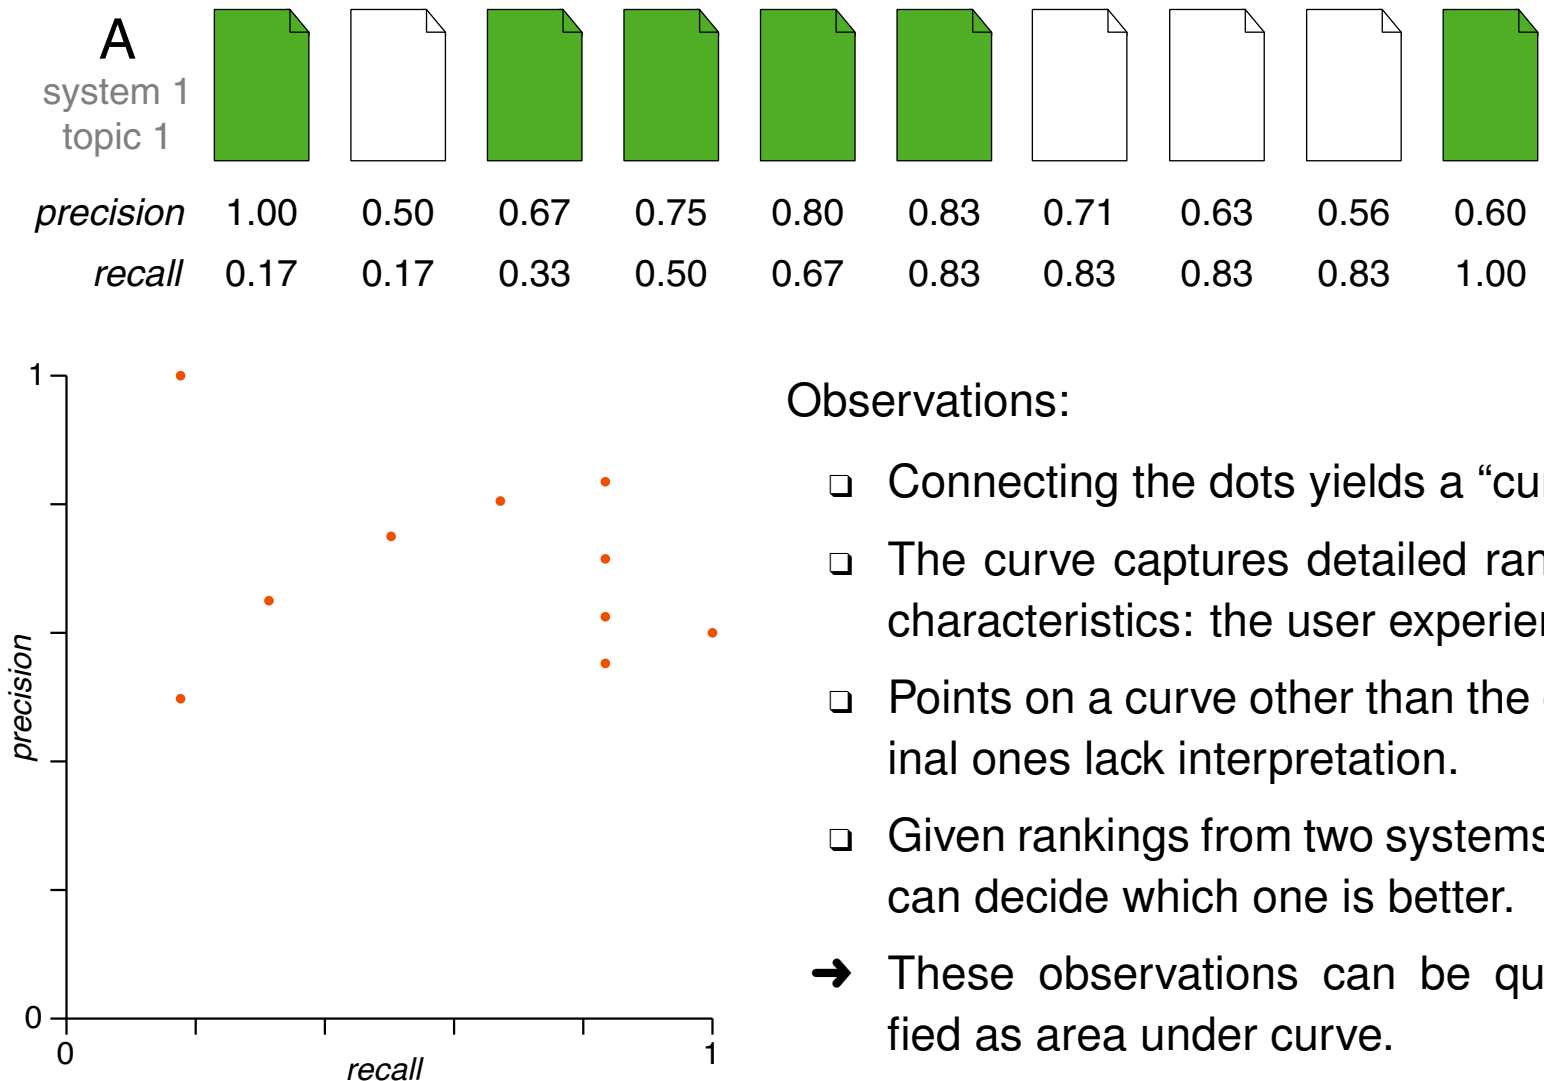 A
system 1
topic 1
precision 1.00 0.50 0.67 0.75 0.80 0.83 0.71 0.63 0.56 0.60
recall 0.17 0.17 0.33 0.50 0.67 0.83 0.83 0.83 0.83 1.00
1
precision
0
0
recall
1
Observations:
Connecting the dots yields a “cur
The curve captures detailed ran
characteristics: the user experien
Points on a curve other than the
inal ones lack interpretation.
Given rankings from two systems
can decide which one is better.
➜ These observations can be qu
fied as area under curve.